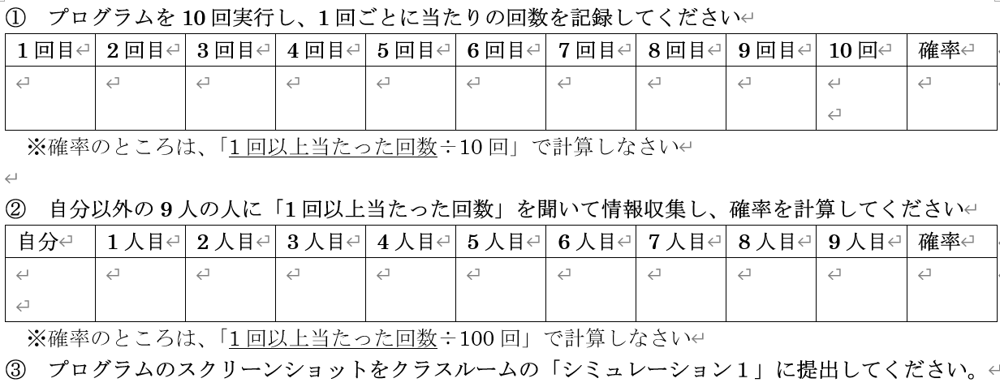 ① プログラムを10回実行し、1回ごとに当たりの回数を記録してください
1回目 2回目 3回目 4回目 5回目 6回目 7回目 8回目 9回目 10回 確率
※確率のところは、「1回以上当たった回数÷10回」で計算しなさい
② 自分以外の9人の人に「1回以上当たった回数」を聞いて情報収集し、確率を計算してください
自分 1人目 2人目 3人目 4人目 5人目 6人目 7人目 8人目 9人目 確率
※確率のところは、「1回以上当たった回数÷100回」で計算しなさい
③ プログラムのスクリーンショットをクラスルームの「シミュレーション１」に提出してください。